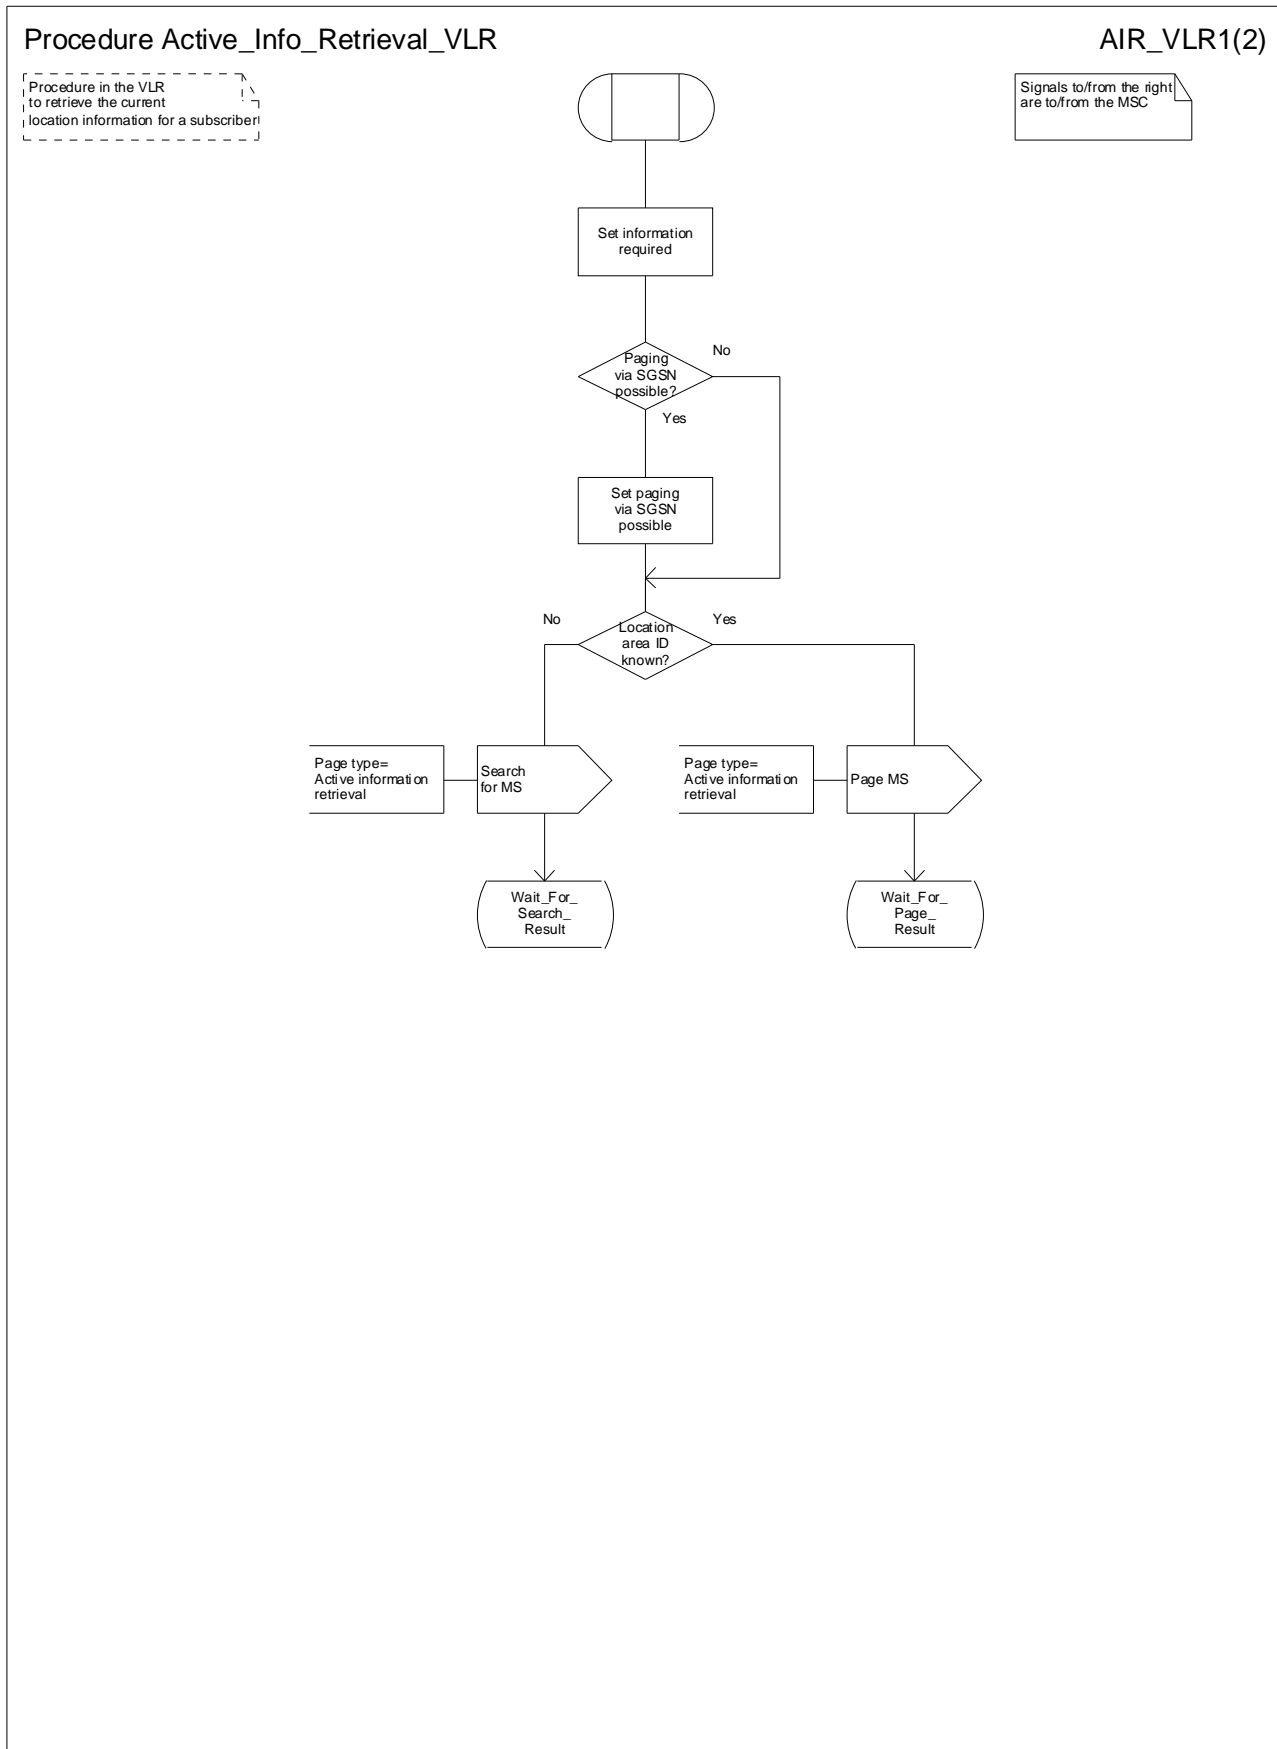 Procedure Active_Info_Retrieval_VLR
AIR_VLR1(2)
Procedure in the VLR
to retrieve the current
location information for a subscriber
Signals to/from the right
are to/from the MSC
Set information
required
Paging
via SGSN
possible?
No
Yes
Set paging
via SGSN
possible
Location
area ID
known?
No
Yes
Page type=
Active information
retrieval
Search
for MS
Page type=
Active information
retrieval
Page MS
Wait_For_
Search_
Result
Wait_For_
Page_
Result